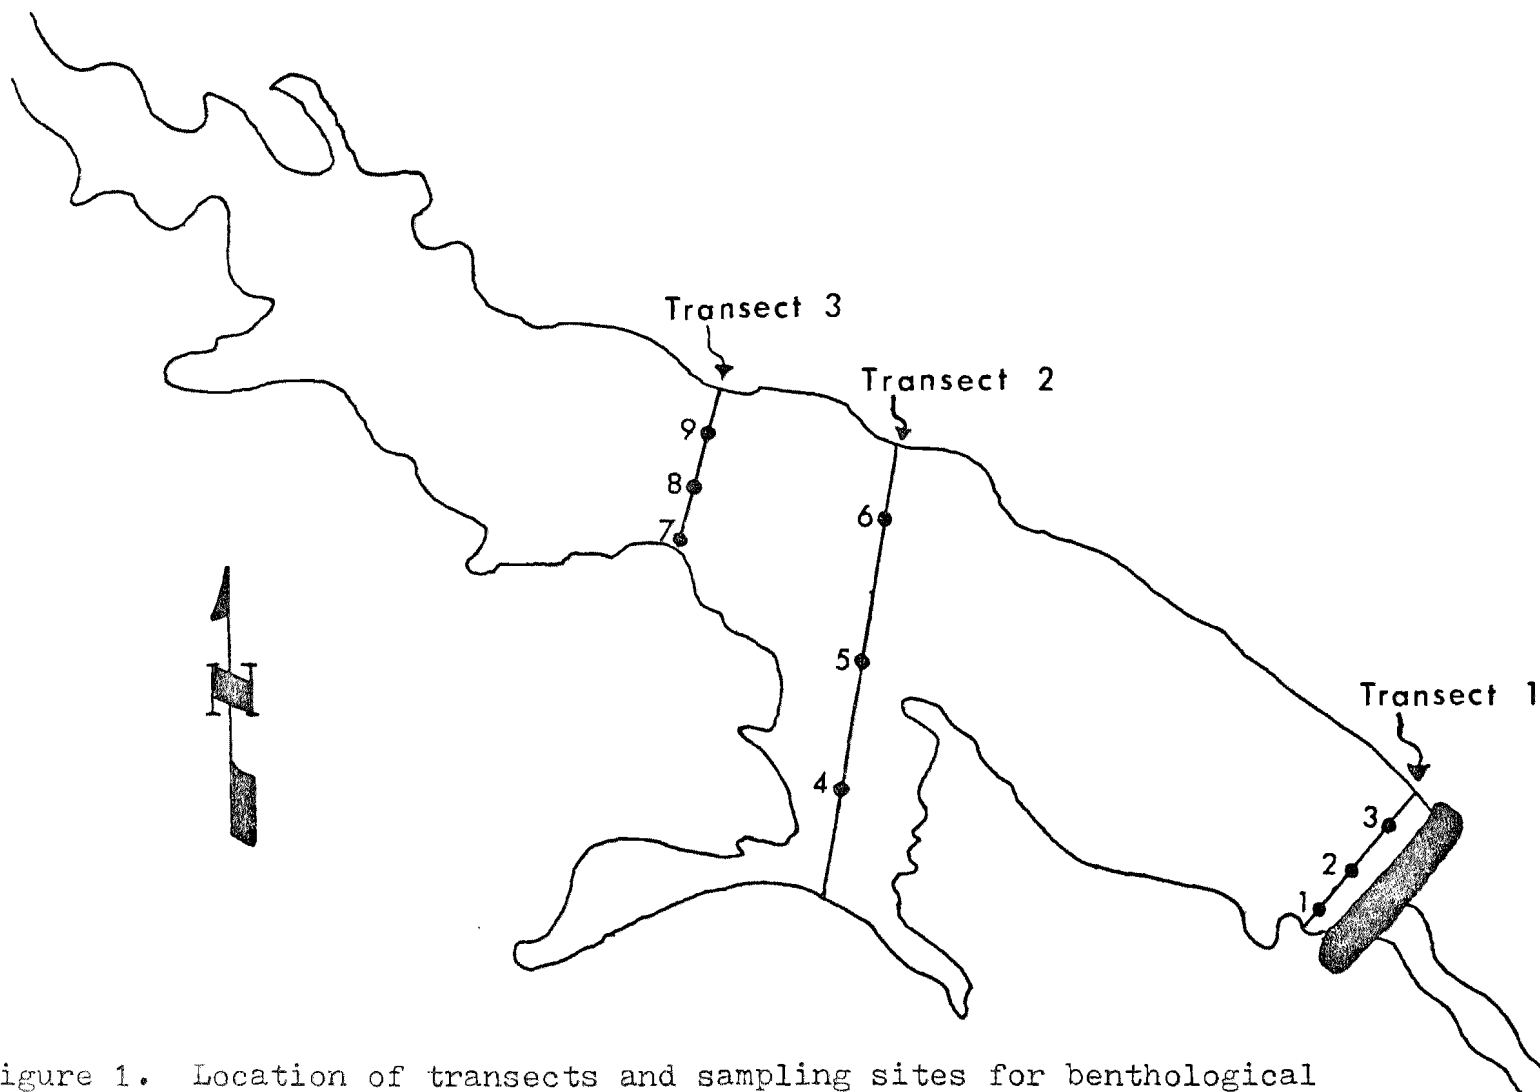 Transect 3
Transect 2
9
8
7
6
5
4
Transect 1
3
2
1
N
igure 1. Location of transects and sampling sites for benthological